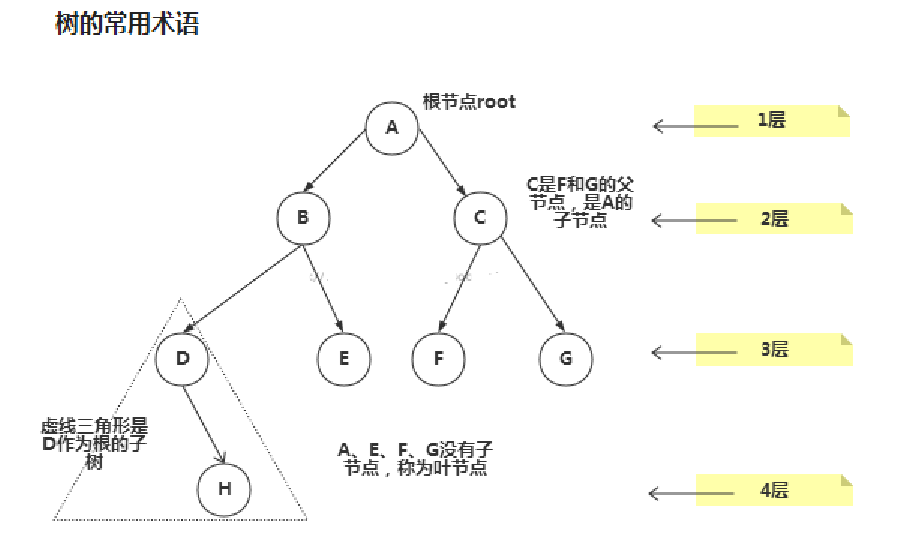 树的常用术语
根节点root
A
1层
C是F和G的父
节点，是A的
子节点
B
C
2层
D
E
F
G
3层
虚线三角形是
D作为根的子
树
A、E、F、G没有子
节点，称为叶节点
H
4层